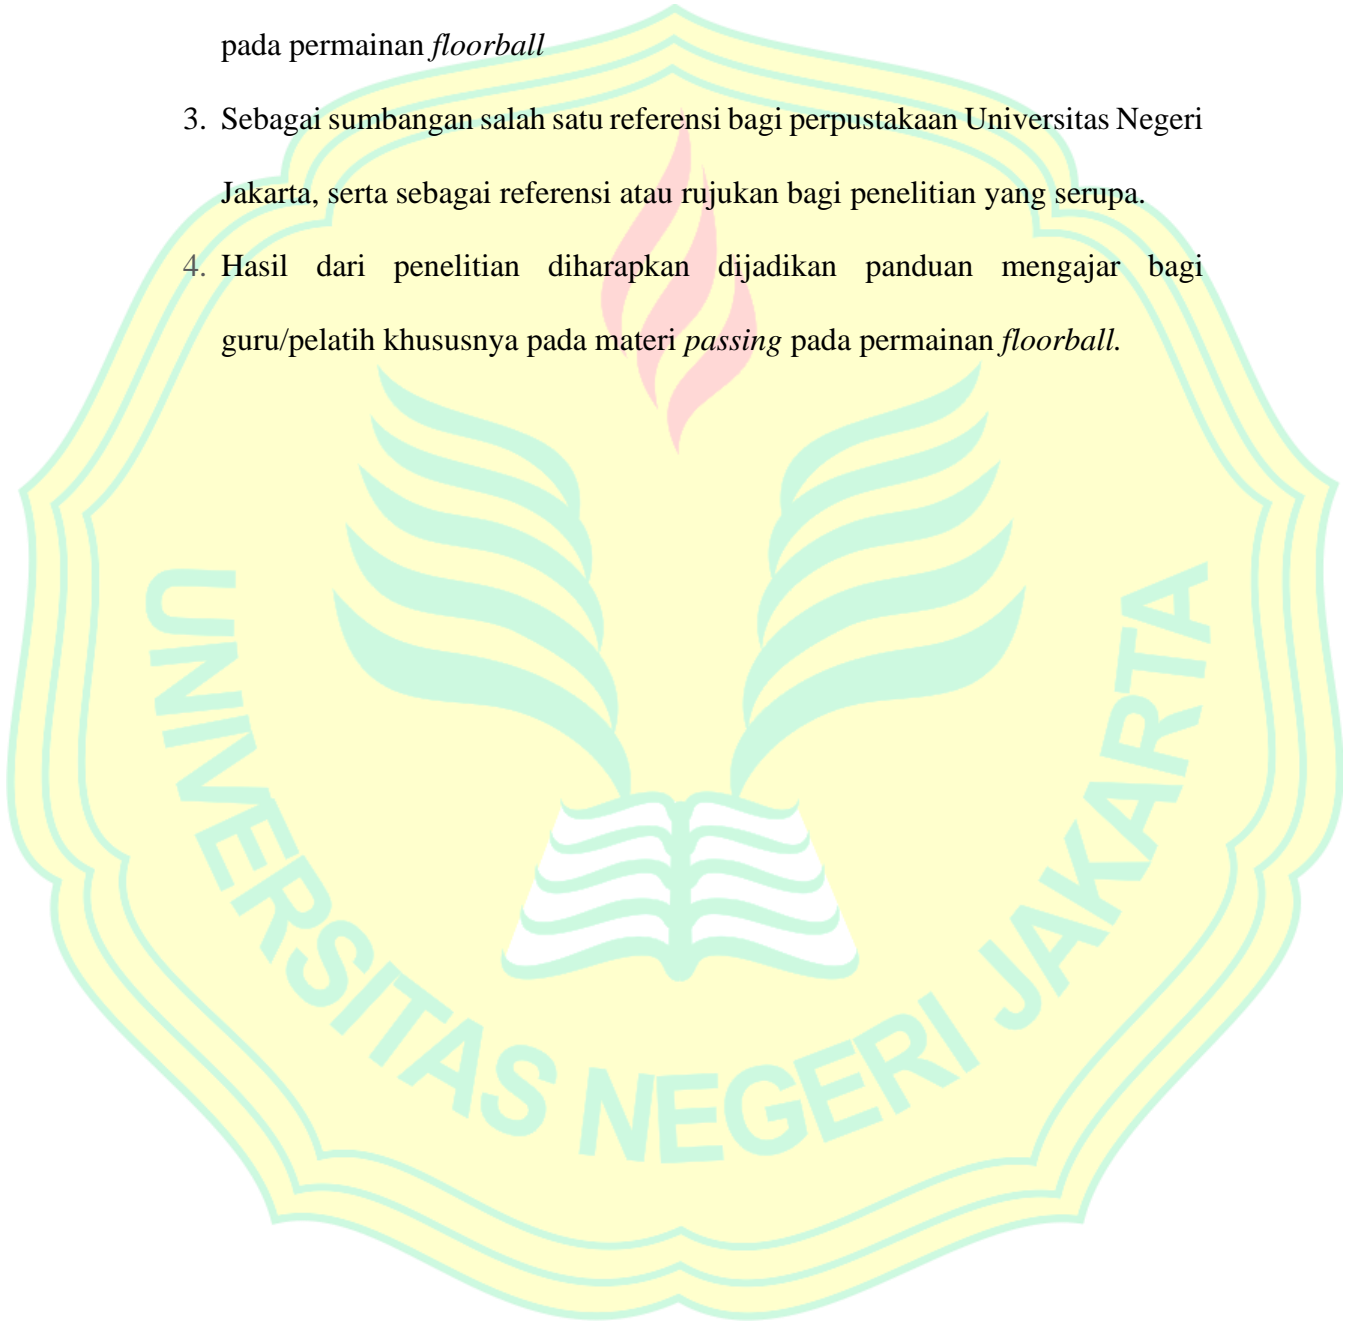 pada permainan floorball
3. Sebagai sumbangan salah satu referensi bagi perpustakaan Universitas Negeri
Jakarta, serta sebagai referensi atau rujukan bagi penelitian yang serupa.
4. Hasil dari penelitian diharapkan dijadikan panduan mengajar bagi
guru/pelatih khususnya pada materi passing pada permainan floorball.
UNIVERSITAS NEGERI JAKARTA